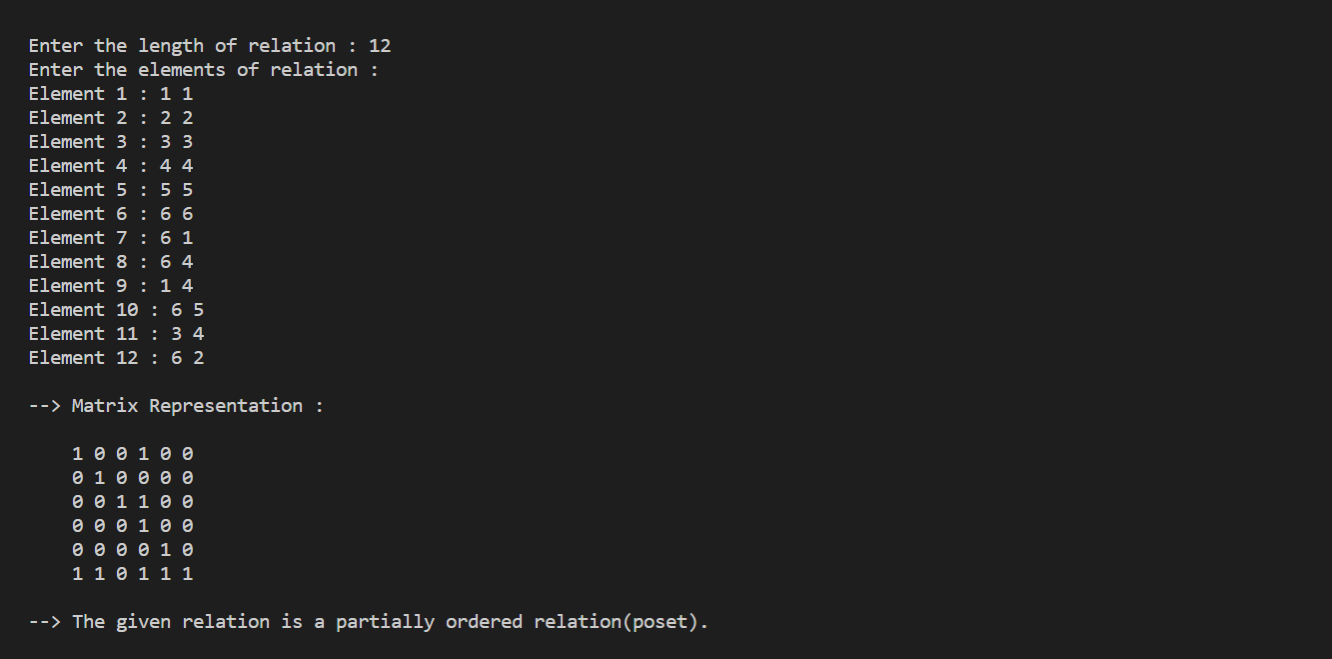 Enter the length of relation : 12
Enter the elements of relation :
Element 1 : 1 1
Element 2 : 2 2
Element 3 : 3 3
Element 4 : 4 4
Element 5 : 5 5
Element 6 : 6 6
Element 7 : 6 1
Element 8 : 6 4
Element 9 : 1 4
Element 10 : 6 5
Element 11 : 3 4
Element 12 : 6 2
--> Matrix Representation :
1 0 0 1 0 0
0 1 0 0 0 0
0 0 1 1 0 0
0 0 0 1 0 0
0 0 0 0 1 0
1 1 0 1 1 1
--> The given relation is a partially ordered relation(poset).